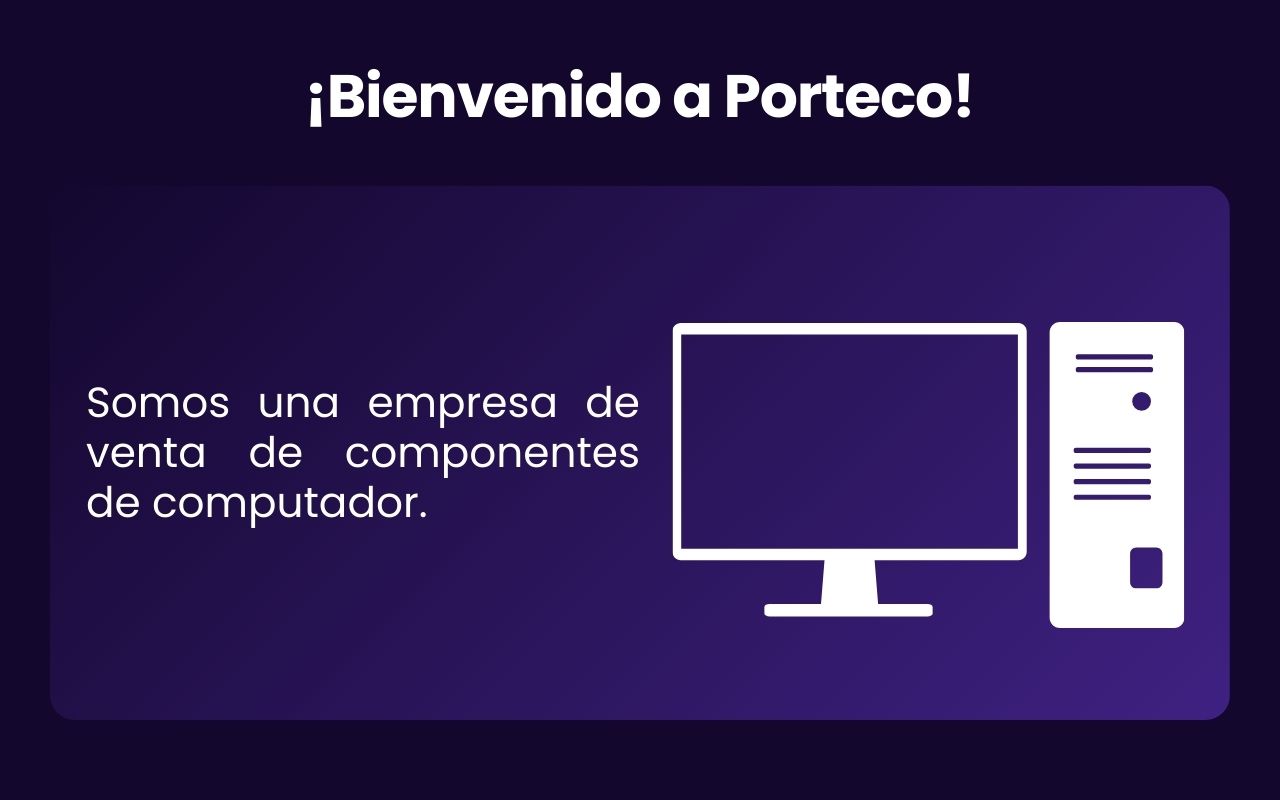 ¡Bienvenido a Porteco!
Somos una empresa de
venta de componentes
de computador.